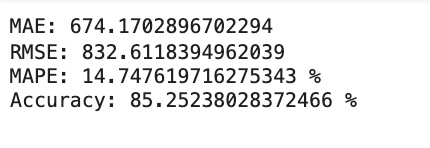 MAE: 674.1702896702294
RMSE: 832.6118394962039
MAPE: 14.747619716275343 %
Accuracy: 85.25238028372466 %